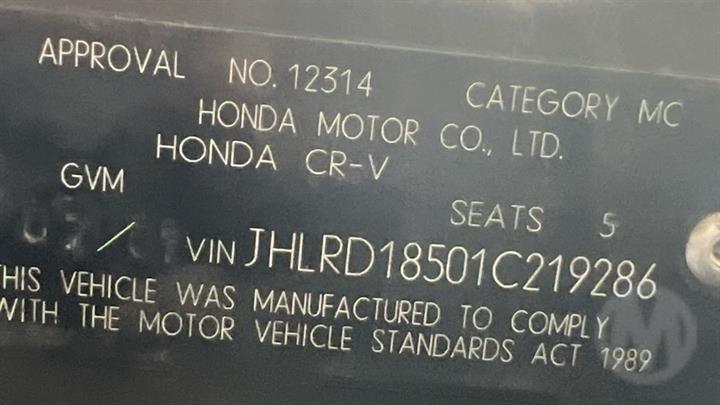 APPROVAL NO. 12314 CATEGORY MC
HONDA MOTOR CO., LTD.
HONDA CR-V
GVM SEATS 5
/ VIN JHLRD18501C219286
THIS VEHICLE WAS MANUFACTURED TO COMPLY
WITH THE MOTOR VEHICLE STANDARDS ACT 1989